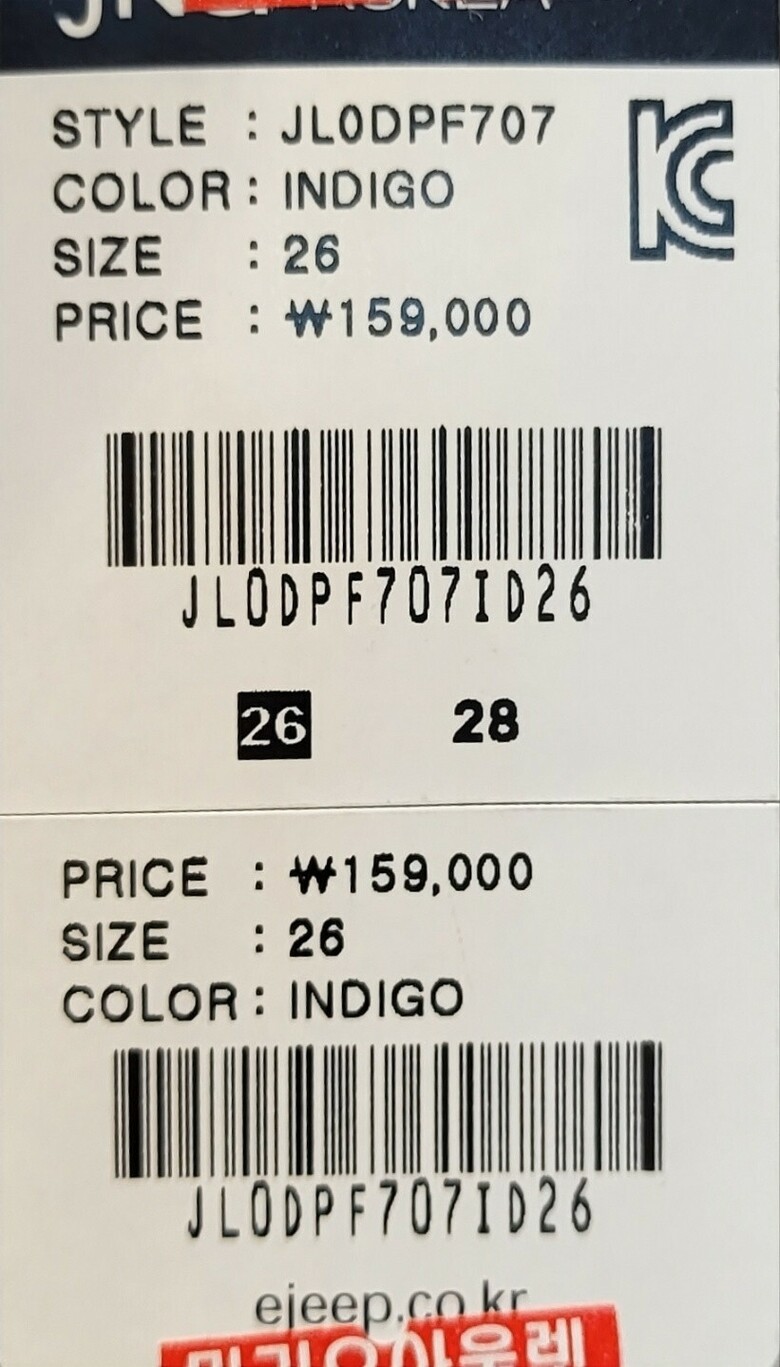 STYLE : JL0DPF707
COLOR : INDIGO
SIZE : 26
PRICE : ₩159,000
JL0DPF707ID26
26 28
PRICE : ₩159,000
SIZE : 26
COLOR : INDIGO
JL0DPF707ID26
ejeep.co.kr